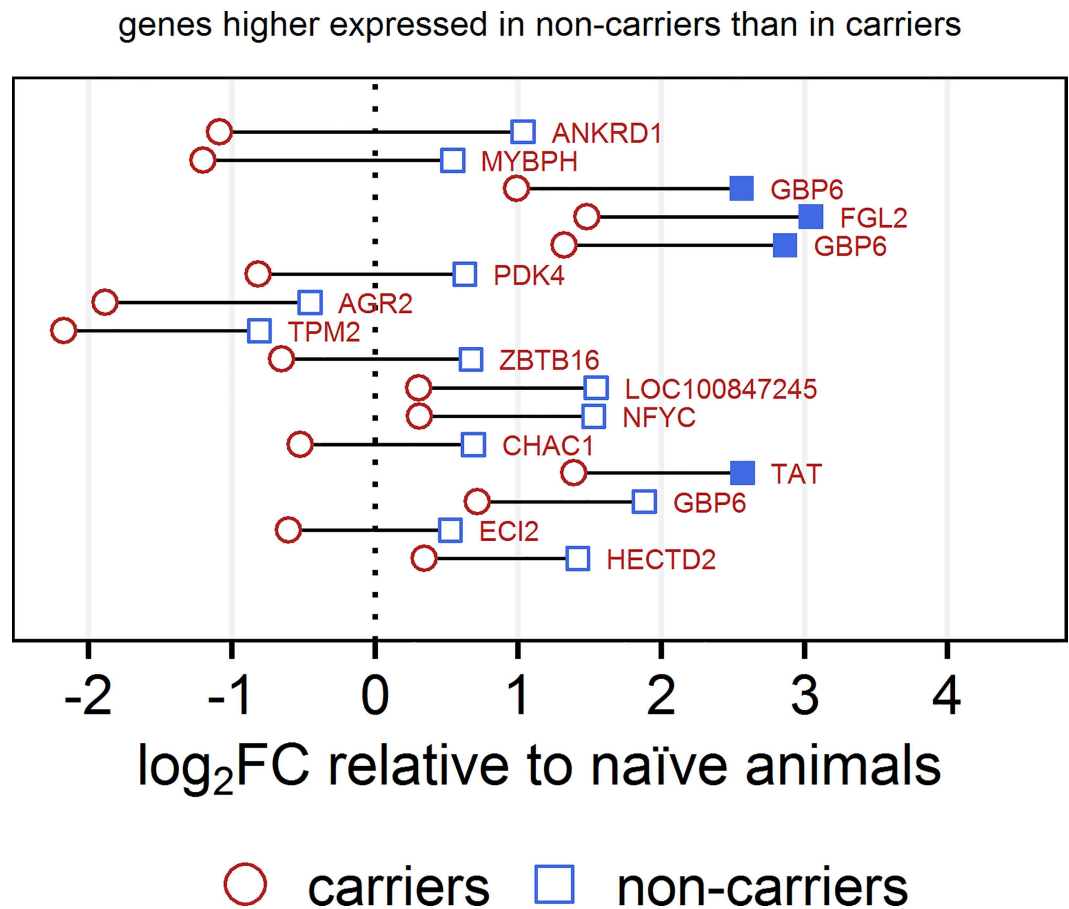 genes higher expressed in non-carriers than in carriers
ANKRD1
MYBPH
GBP6
FGL2
GBP6
PDK4
AGR2
TPM2
ZBTB16
LOC100847245
NFYC
CHAC1
TAT
GBP6
ECI2
HECTD2
-2 -1 0 1 2 3 4
log₂FC relative to naïve animals
carriers non-carriers